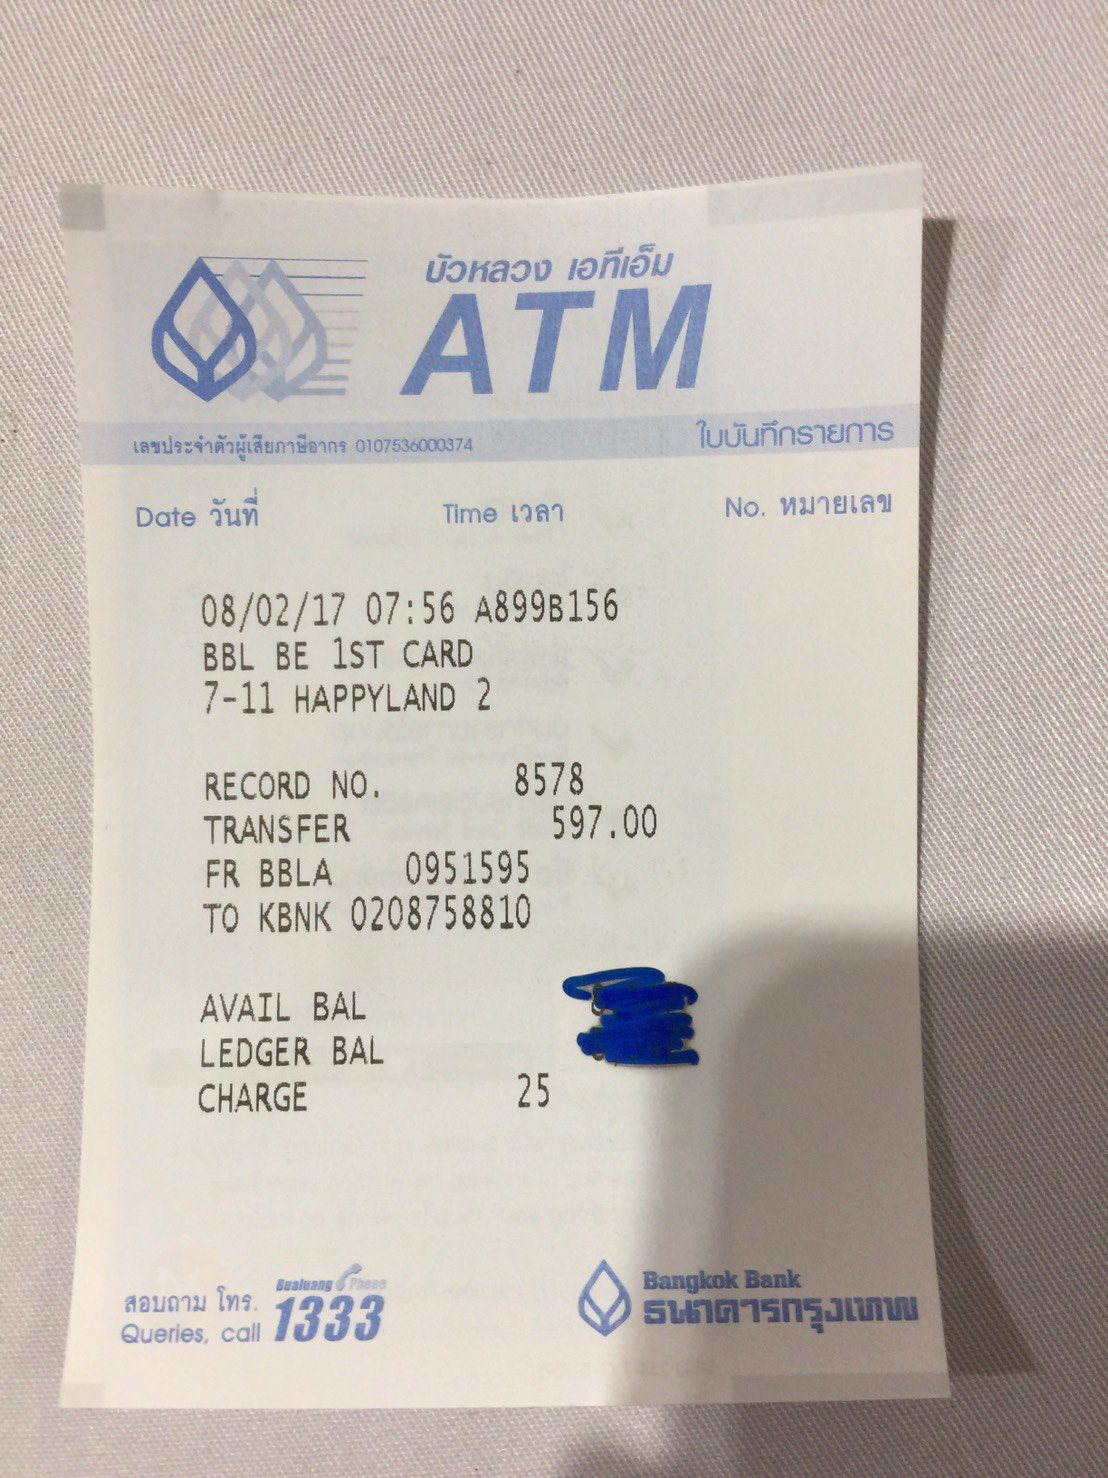 บัวหลวง เอทีเอ็ม
ATM
เลขประจำตัวผู้เสียภาษีอากร 0107536000374
ใบบันทึกรายการ
Date วันที่ Time เวลา No. หมายเลข
08/02/17 07:56 A899B156
BBL BE 1ST CARD
7-11 HAPPYLAND 2
RECORD NO. 8578
TRANSFER 597.00
FR BBLA 0951595
TO KBNK 0208758810
AVAIL BAL
LEDGER BAL
CHARGE 25
สอบถาม โทร.
Queries, call
Bualuang Phone
1333
Bangkok Bank
ธนาคารกรุงเทพ